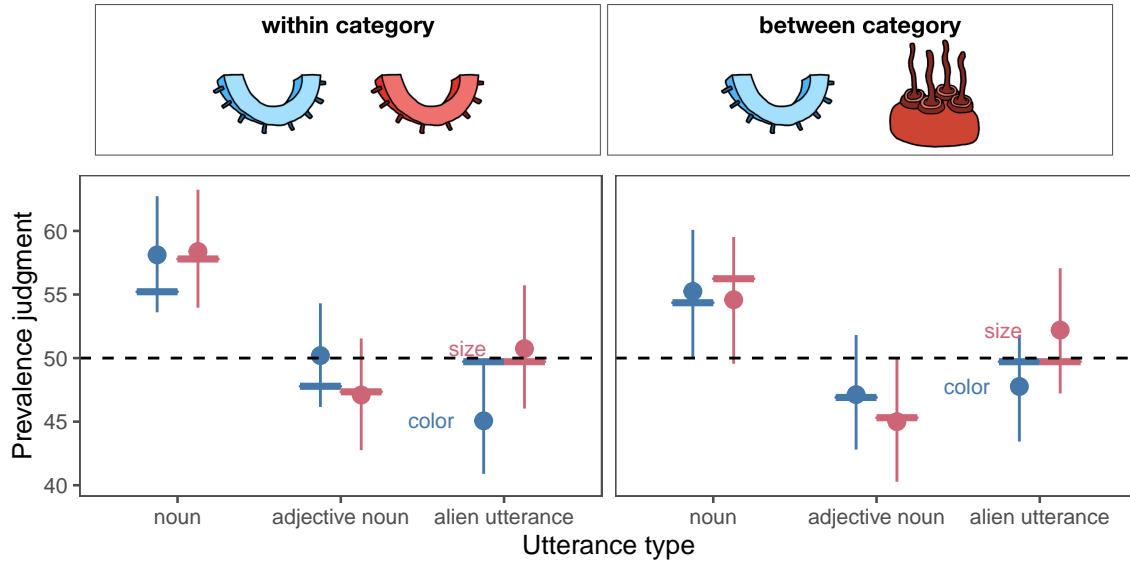 within category
between category
Prevalence judgment
60
55
50
45
40
size
color
size
color
noun
adjective noun
alien utterance
noun
adjective noun
alien utterance
Utterance type